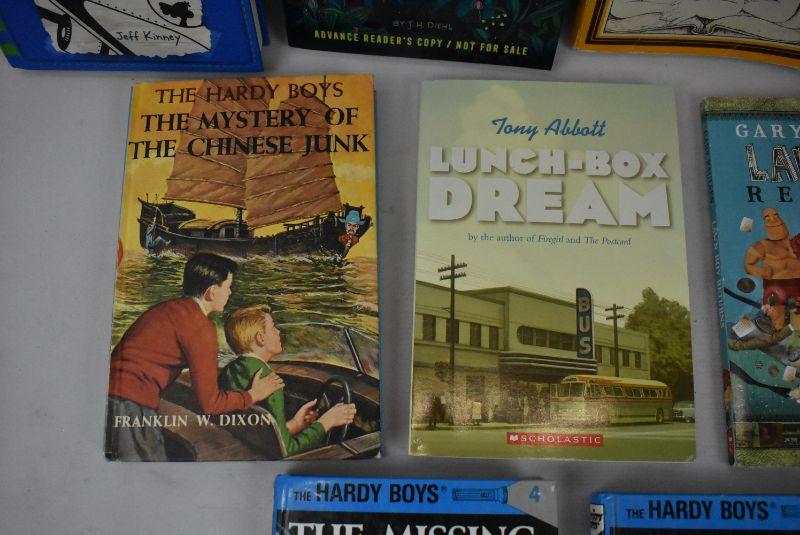 Jeff Kinney
BY J. H. DIEHL
ADVANCE READER'S COPY / NOT FOR SALE
THE HARDY BOYS
THE MYSTERY OF
THE CHINESE JUNK
FRANKLIN W. DIXON
Tony Abbott
LUNCH-BOX
DREAM
by the author of Firegirl and The Postcard
BUS
SCHOLASTIC
GARY
LA
RE
THE HARDY BOYS® 4
THE MISSING
THE HARDY BOYS®